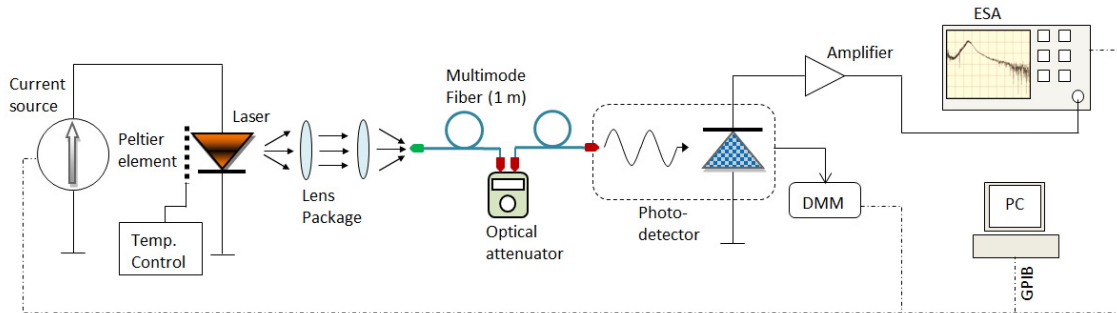 ESA
Amplifier
Current
source
Multimode
Fiber (1 m)
Laser
Peltier
element
Lens
Package
Optical
attenuator
Photo-
detector
DMM
PC
Temp.
Control
GPIB